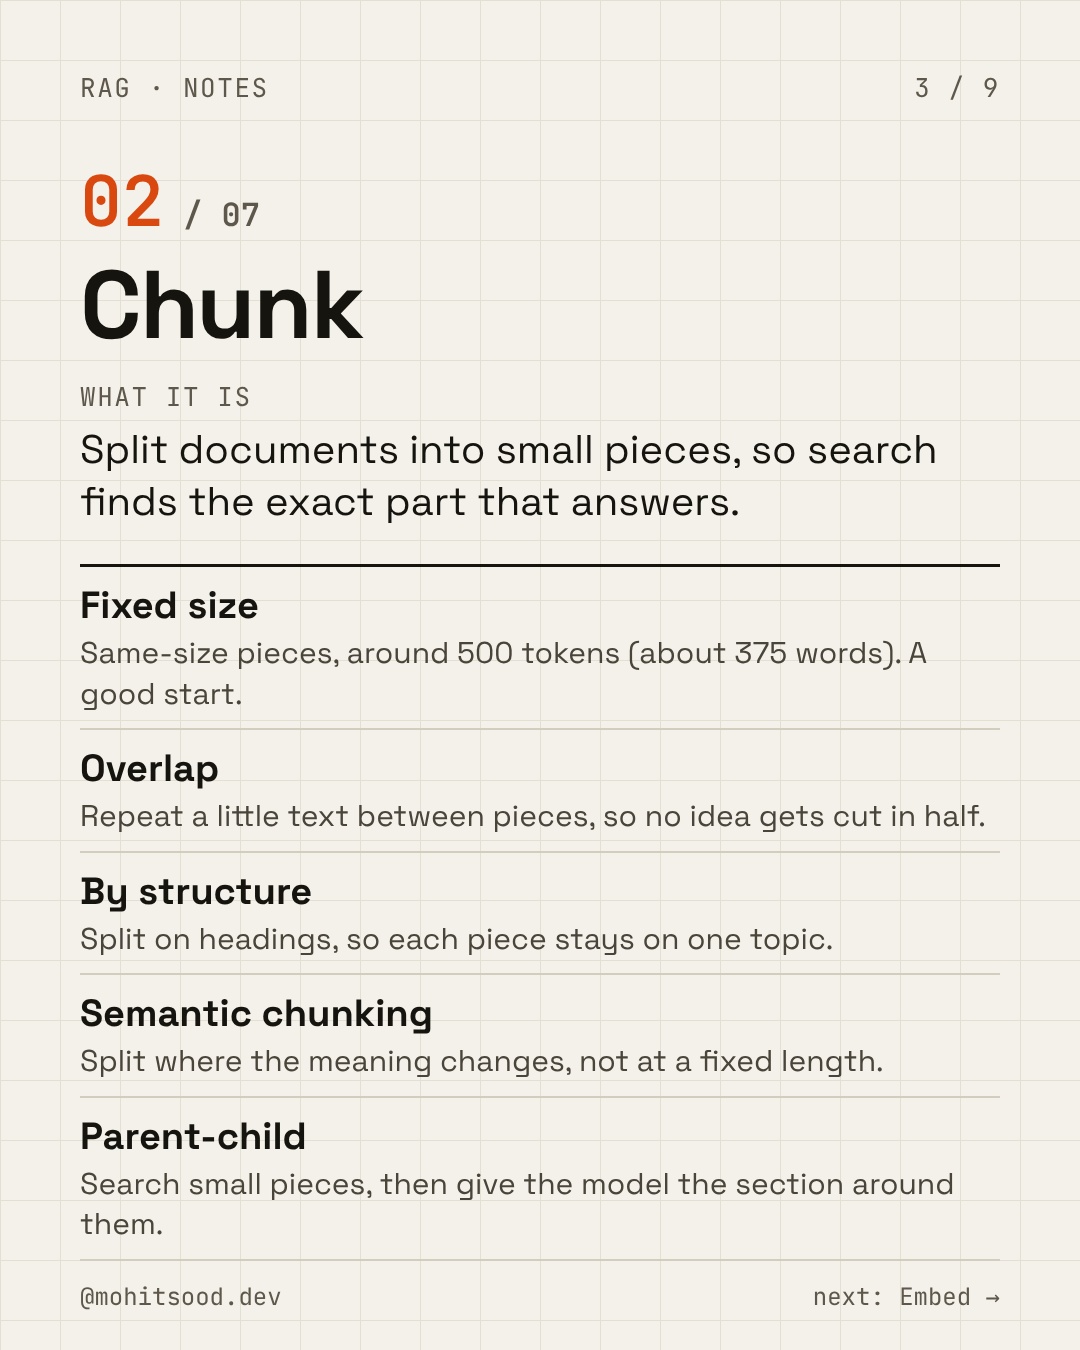 RAG · NOTES
3 / 9
02 / 07
Chunk
WHAT IT IS
Split documents into small pieces, so search
finds the exact part that answers.
Fixed size
Same-size pieces, around 500 tokens (about 375 words). A
good start.
Overlap
Repeat a little text between pieces, so no idea gets cut in half.
By structure
Split on headings, so each piece stays on one topic.
Semantic chunking
Split where the meaning changes, not at a fixed length.
Parent-child
Search small pieces, then give the model the section around
them.
@mohitsood.dev
next: Embed →